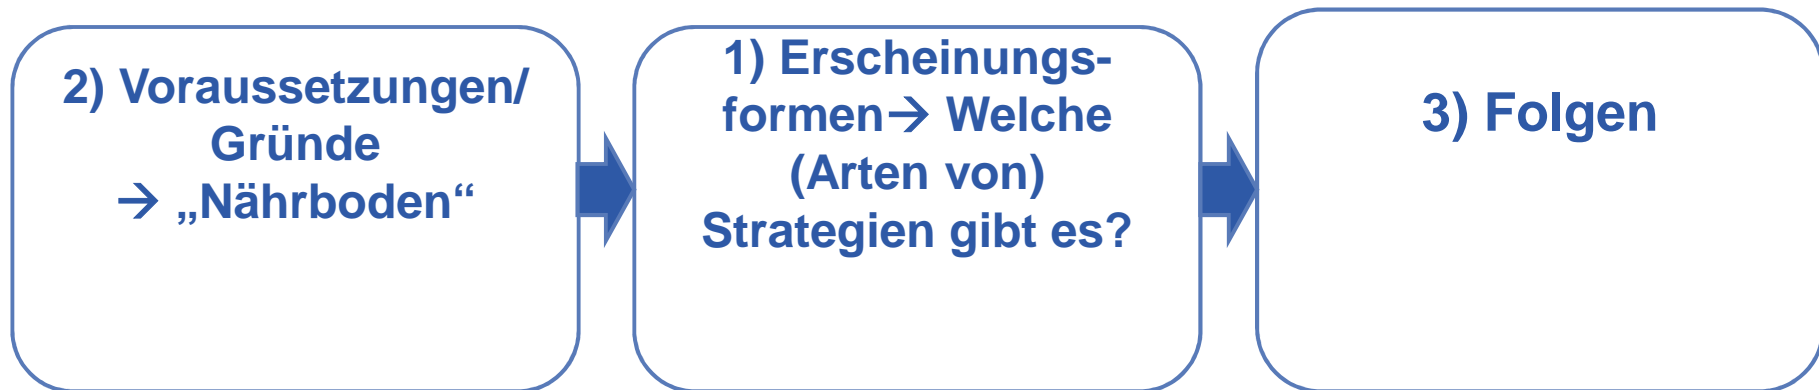 2) Voraussetzungen/
Gründe
→ „Nährboden“
1) Erscheinungs-
formen→ Welche
(Arten von)
Strategien gibt es?
3) Folgen